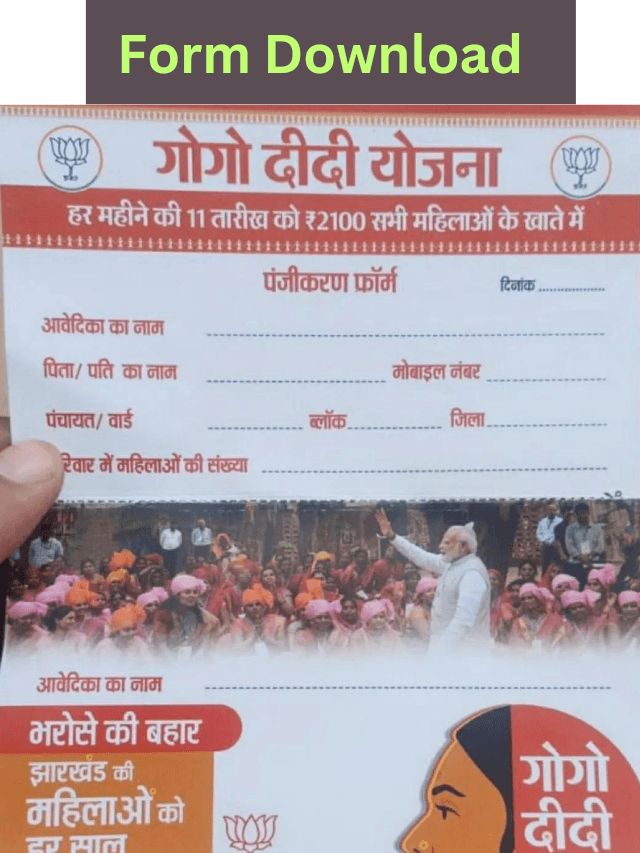 Form Download
गोगो दीदी योजना
हर महीने की 11 तारीख को ₹2100 सभी महिलाओं के खाते में
पंजीकरण फ़ॉर्म दिनांक ..................
आवेदिका का नाम
पिता/ पति का नाम मोबाइल नंबर
पंचायत/ वार्ड ब्लॉक जिला
रिवार में महिलाओं की संख्या
आवेदिका का नाम
भरोसे की बहार
झारखंड की
महिलाओं को
हर साल
गोगो
दीदी